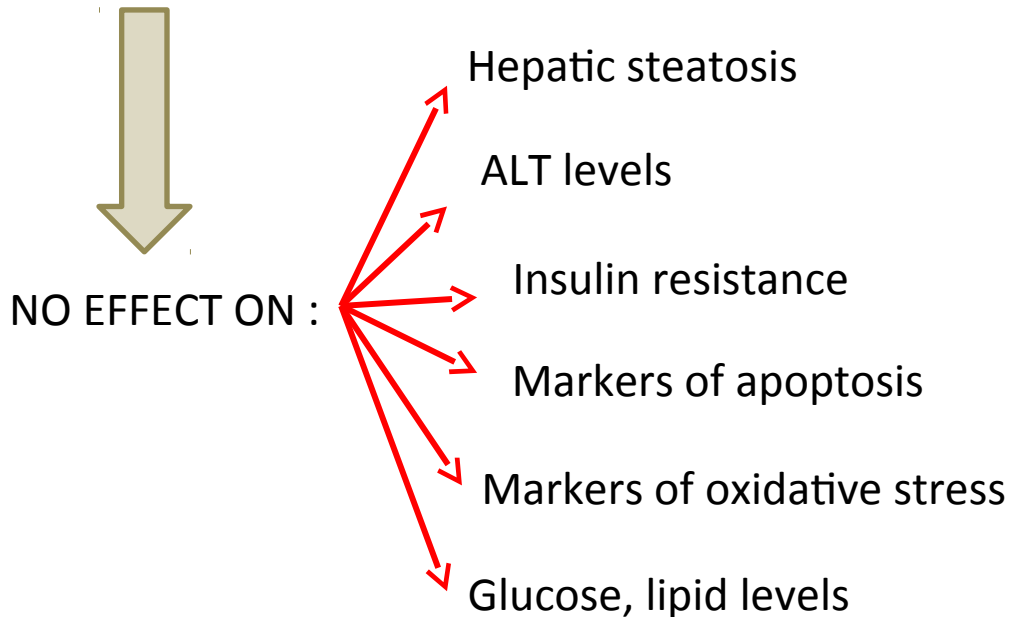 Hepatic steatosis
ALT levels
Insulin resistance
NO EFFECT ON :
Markers of apoptosis
Markers of oxidative stress
Glucose, lipid levels